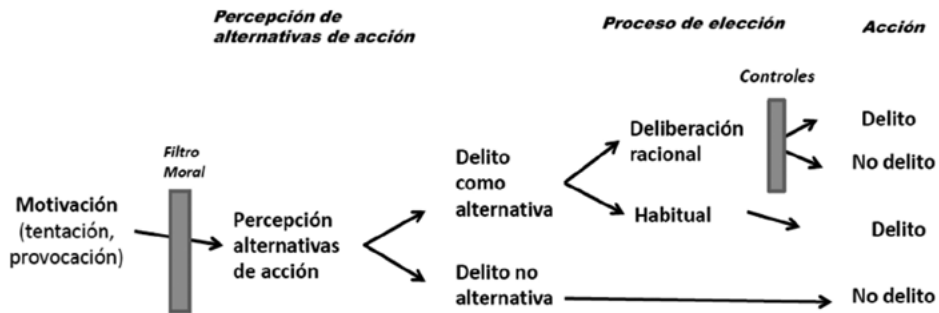 Percepción de
alternativas de acción
Proceso de elección
Acción
Controles
Filtro
Moral
Motivación
(tentación,
provocación)
Percepción
alternativas
de acción
Delito
como
alternativa
Delito no
alternativa
Deliberación
racional
Habitual
Delito
No delito
Delito
No delito